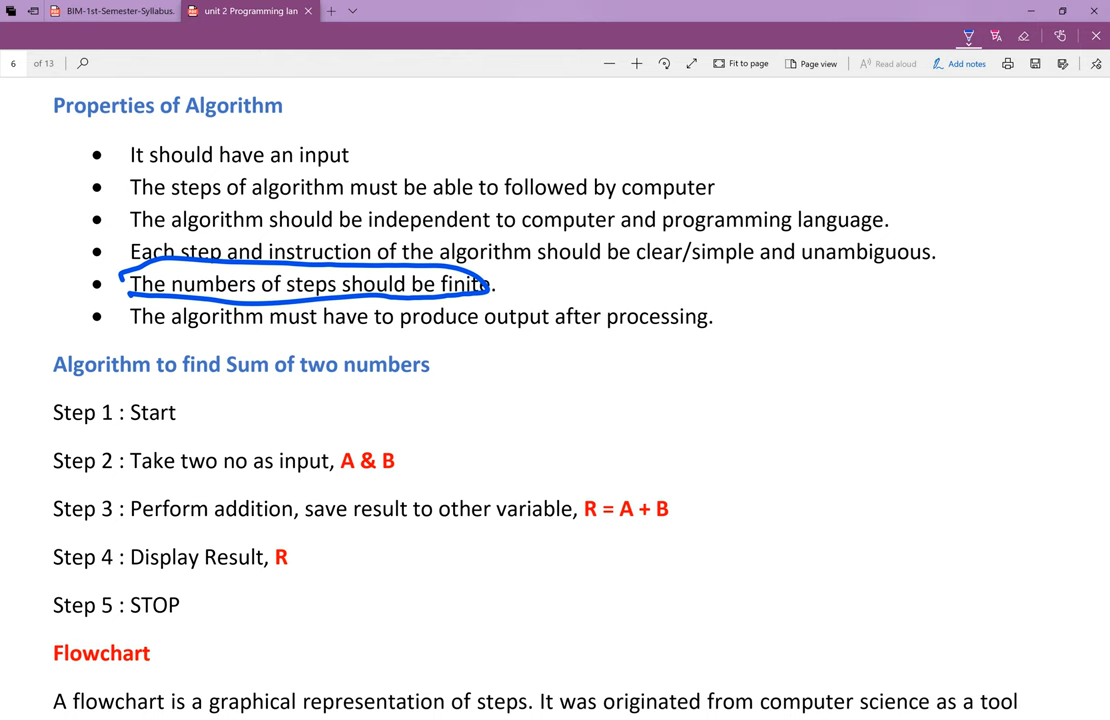 BIM-1st-Semester-Syllabus.
unit 2 Programming lan
6 of 13
Fit to page
Page view
Read aloud
Add notes
Properties of Algorithm
• It should have an input
• The steps of algorithm must be able to followed by computer
• The algorithm should be independent to computer and programming language.
• Each step and instruction of the algorithm should be clear/simple and unambiguous.
• The numbers of steps should be finite.
• The algorithm must have to produce output after processing.
Algorithm to find Sum of two numbers
Step 1 : Start
Step 2 : Take two no as input, A & B
Step 3 : Perform addition, save result to other variable, R = A + B
Step 4 : Display Result, R
Step 5 : STOP
Flowchart
A flowchart is a graphical representation of steps. It was originated from computer science as a tool